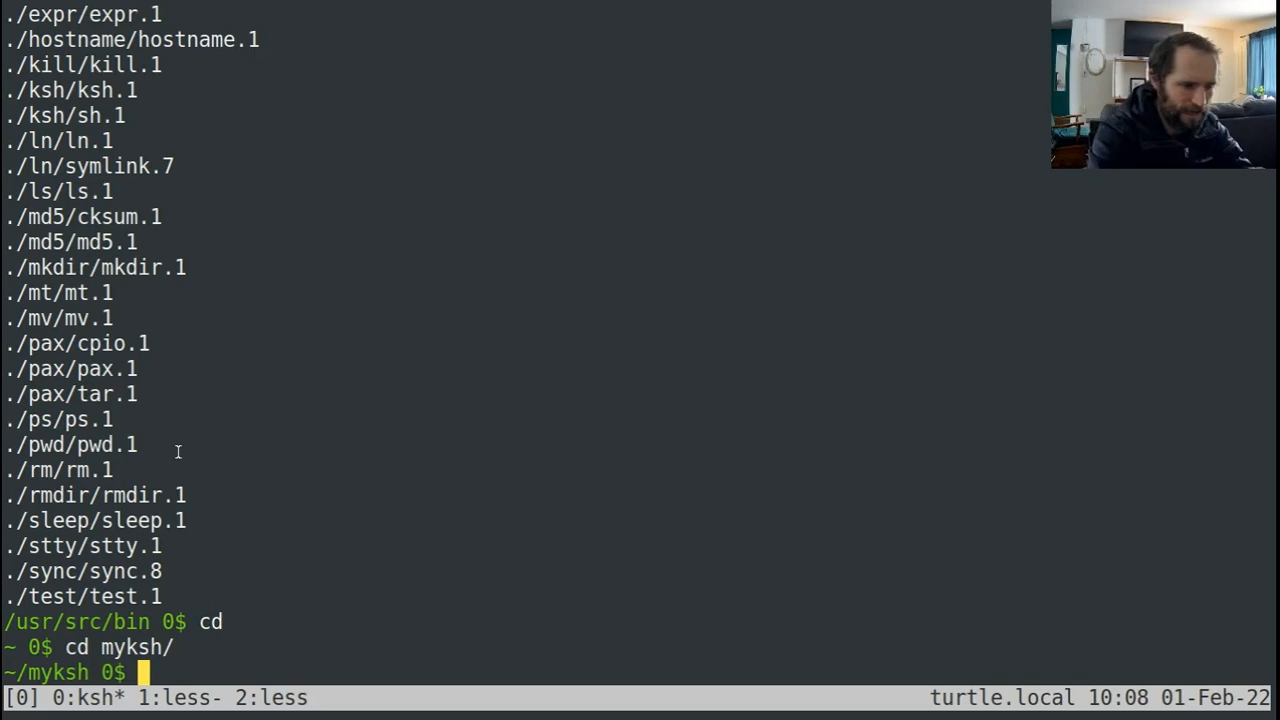 ./expr/expr.1
./hostname/hostname.1
./kill/kill.1
./ksh/ksh.1
./ksh/sh.1
./ln/ln.1
./ln/symlink.7
./ls/ls.1
./md5/cksum.1
./md5/md5.1
./mkdir/mkdir.1
./mt/mt.1
./mv/mv.1
./pax/cpio.1
./pax/pax.1
./pax/tar.1
./ps/ps.1
./pwd/pwd.1
./rm/rm.1
./rmdir/rmdir.1
./sleep/sleep.1
./stty/stty.1
./sync/sync.8
./test/test.1
/usr/src/bin 0$ cd
~ 0$ cd myksh/
~/myksh 0$
[0] 0:ksh* 1:less- 2:less turtle.local 10:08 01-Feb-22